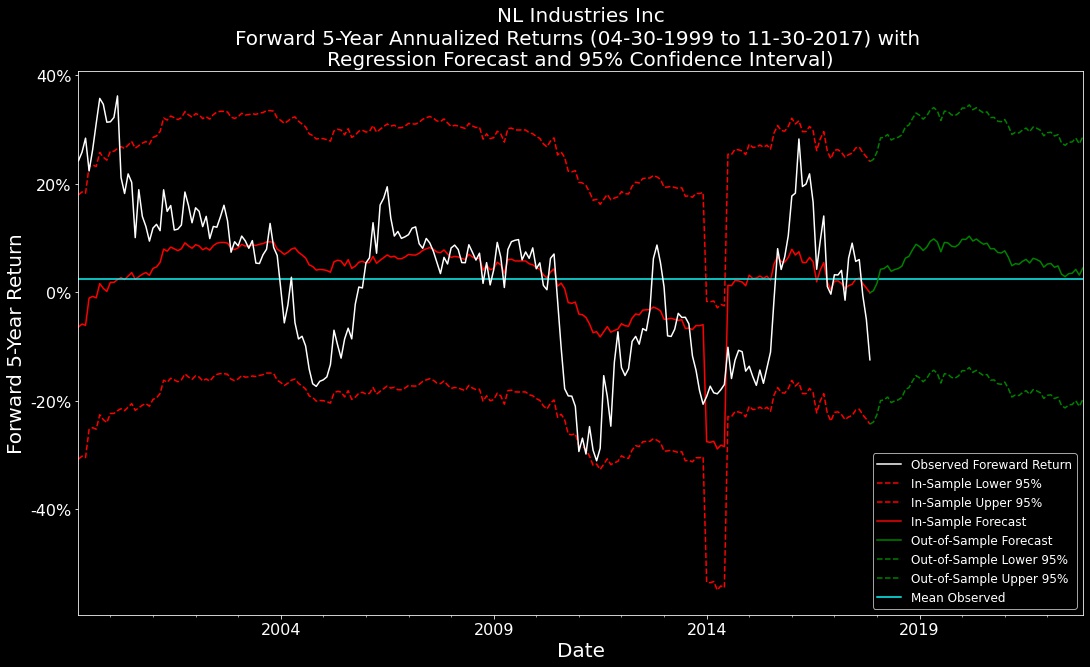 NL Industries Inc
Forward 5-Year Annualized Returns (04-30-1999 to 11-30-2017) with
Regression Forecast and 95% Confidence Interval)
40%
20%
0%
-20%
-40%
Forward 5-Year Return
2004
2009
2014
2019
Date
Observed Foreward Return
In-Sample Lower 95%
In-Sample Upper 95%
In-Sample Forecast
Out-of-Sample Forecast
Out-of-Sample Lower 95%
Out-of-Sample Upper 95%
Mean Observed